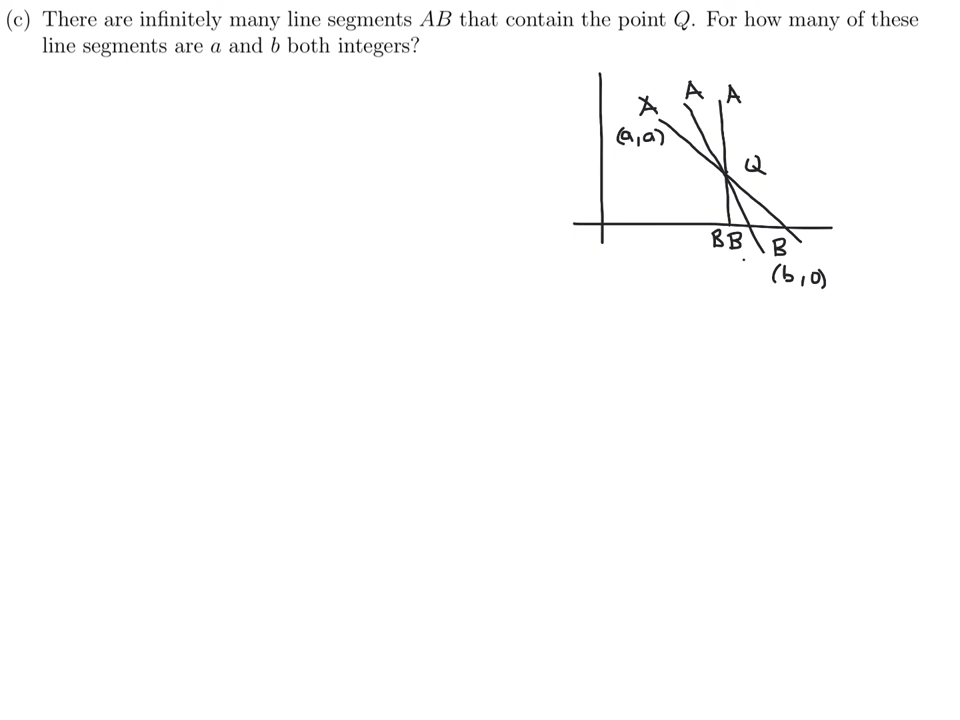 (c) There are infinitely many line segments AB that contain the point Q. For how many of these
line segments are a and b both integers?
A A A
(a,a)
Q
B B B
(b,0)